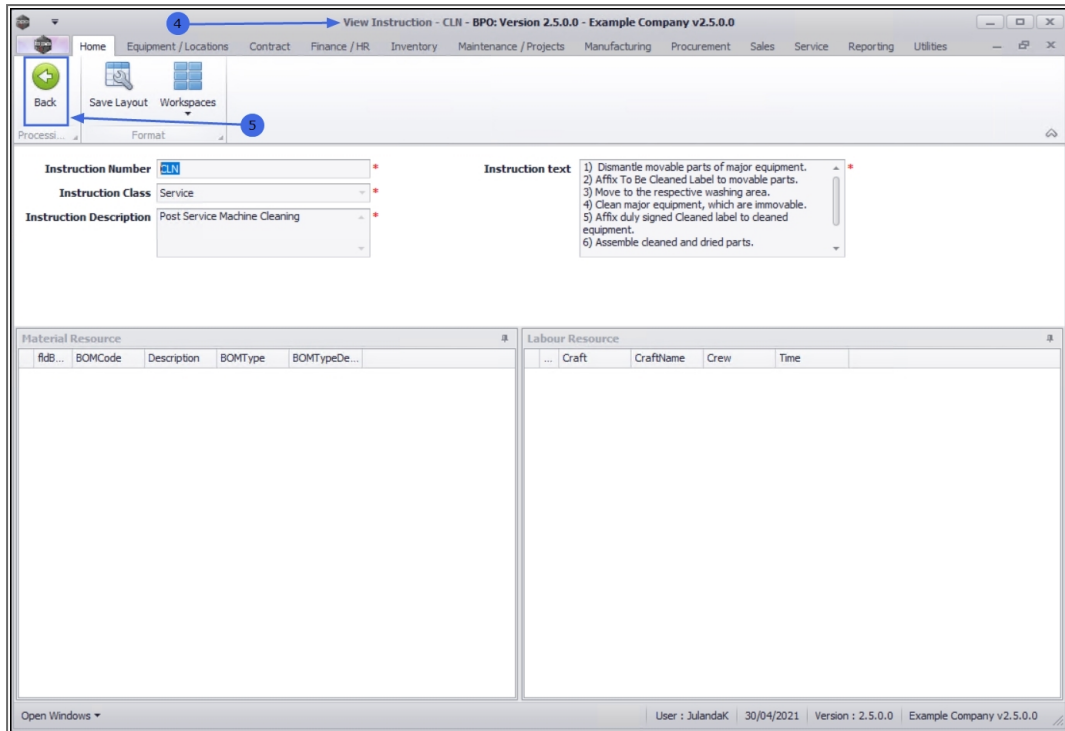 4
View Instruction - CLN - BPO: Version 2.5.0.0 - Example Company v2.5.0.0
Home Equipment / Locations Contract Finance / HR Inventory Maintenance / Projects Manufacturing Procurement Sales Service Reporting Utilities
Back Save Layout Workspaces
5
Processi... Format
Instruction Number CLN *
Instruction Class Service *
Instruction Description Post Service Machine Cleaning *
Instruction text *
1) Dismantle movable parts of major equipment.
2) Affix To Be Cleaned Label to movable parts.
3) Move to the respective washing area.
4) Clean major equipment, which are immovable.
5) Affix duly signed Cleaned label to cleaned
equipment.
6) Assemble cleaned and dried parts.
Material Resource
fldB... BOMCode Description BOMType BOMTypeDe...
Labour Resource
... Craft CraftName Crew Time
Open Windows User : JulandaK 30/04/2021 Version : 2.5.0.0 Example Company v2.5.0.0